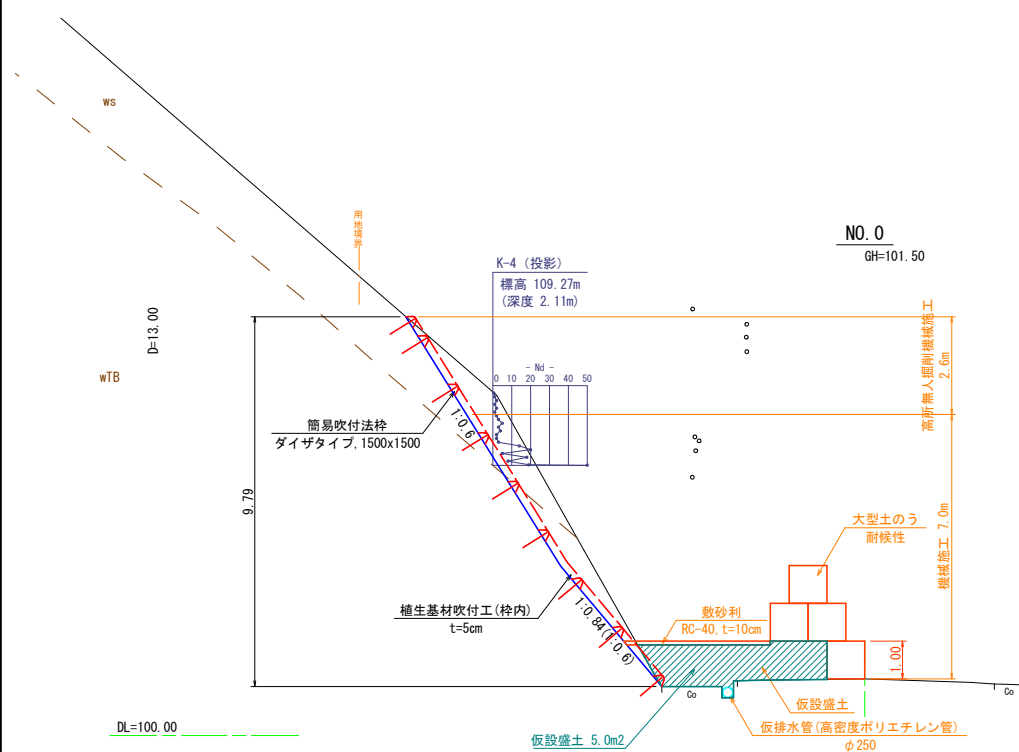 ws
用地境界
NO. 0
GH=101.50
K-4 (投影)
標高 109.27m
(深度 2.11m)
D=13.00
高所無人掘削機械施工
2.6m
wTB
- Nd -
0 10 20 30 40 50
簡易吹付法枠
ダイザタイプ, 1500x1500
1:0.6
9.79
大型土のう
耐候性
機械施工 7.0m
植生基材吹付工(枠内)
t=5cm
1:0.84(1:0.6)
敷砂利
RC-40, t=10cm
1.00
Co
Co
仮設盛土
DL=100.00
仮設盛土 5.0m2
仮排水管(高密度ポリエチレン管)
φ250